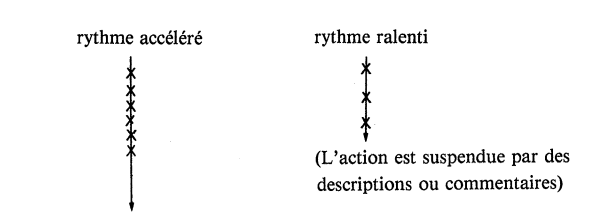 rythme accéléré
rythme ralenti
(L'action est suspendue par des
descriptions ou commentaires)